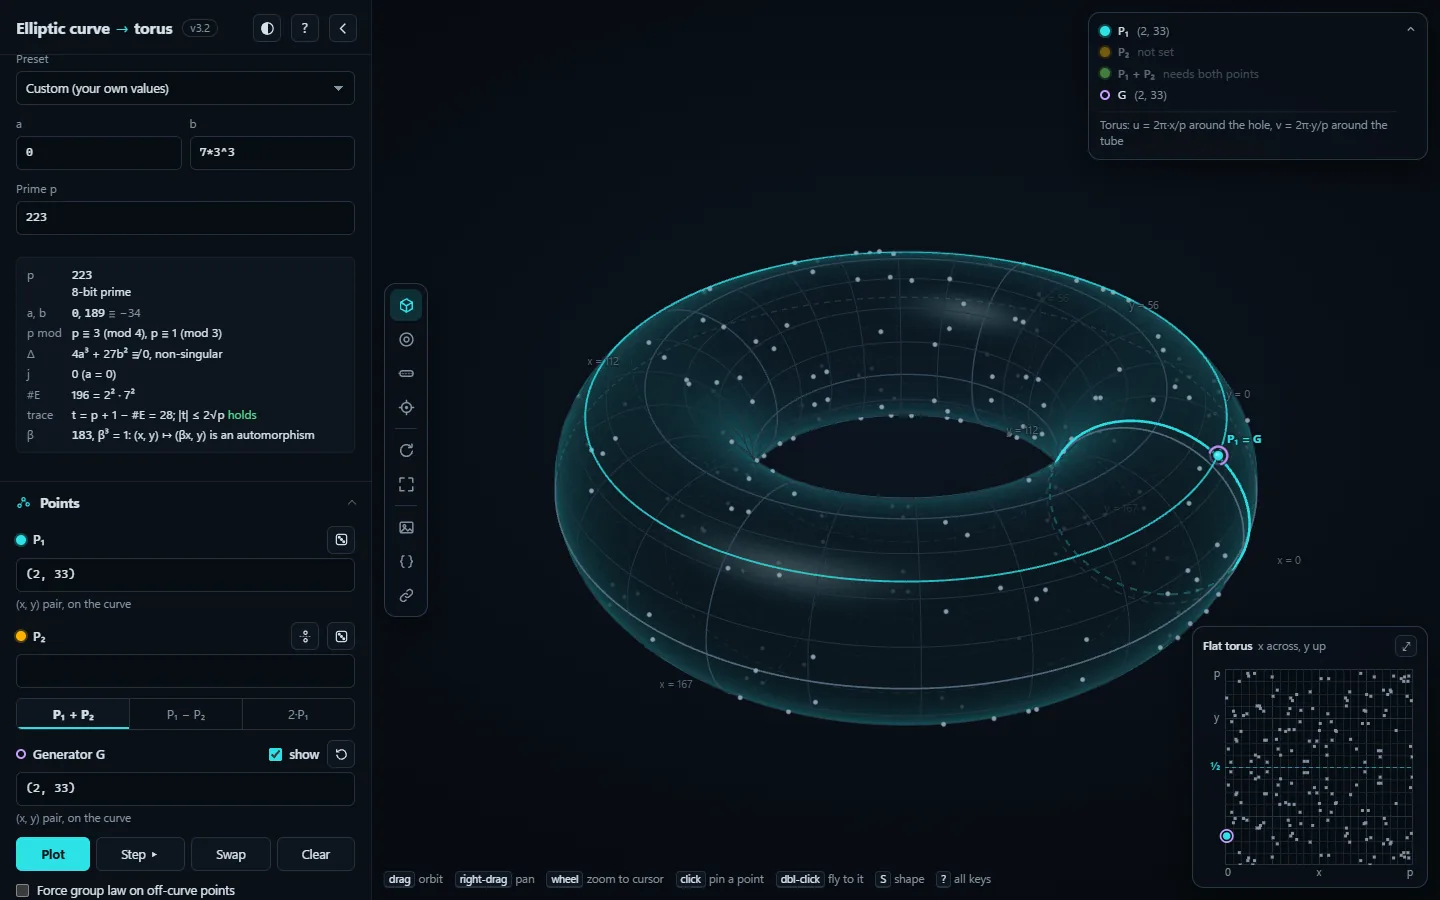 Elliptic curve → torus v3.2
?
Preset
Custom (your own values)
a
b
0
7*3^3
Prime p
223
p 223
8-bit prime
a, b 0, 189 ≡ −34
p mod p ≡ 3 (mod 4), p ≡ 1 (mod 3)
Δ 4a³ + 27b² ≢ 0, non-singular
j 0 (a = 0)
#E 196 = 2² · 7²
trace t = p + 1 − #E = 28; |t| ≤ 2√p holds
β 183, β³ = 1: (x, y) ↦ (βx, y) is an automorphism
Points
P₁
(2, 33)
(x, y) pair, on the curve
P₂
P₁ + P₂
P₁ − P₂
2·P₁
Generator G
show
(2, 33)
(x, y) pair, on the curve
Plot
Step ▸
Swap
Clear
Force group law on off-curve points
P₁ (2, 33)
P₂ not set
P₁ + P₂ needs both points
G (2, 33)
Torus: u = 2π·x/p around the hole, v = 2π·y/p around the
tube
x = 56
y = 56
x = 112
y = 0
y = 112
P₁ = G
y = 167
x = 0
x = 167
Flat torus x across, y up
p
y
½
0
x
p
drag orbit right-drag pan wheel zoom to cursor click pin a point dbl-click fly to it S shape ? all keys